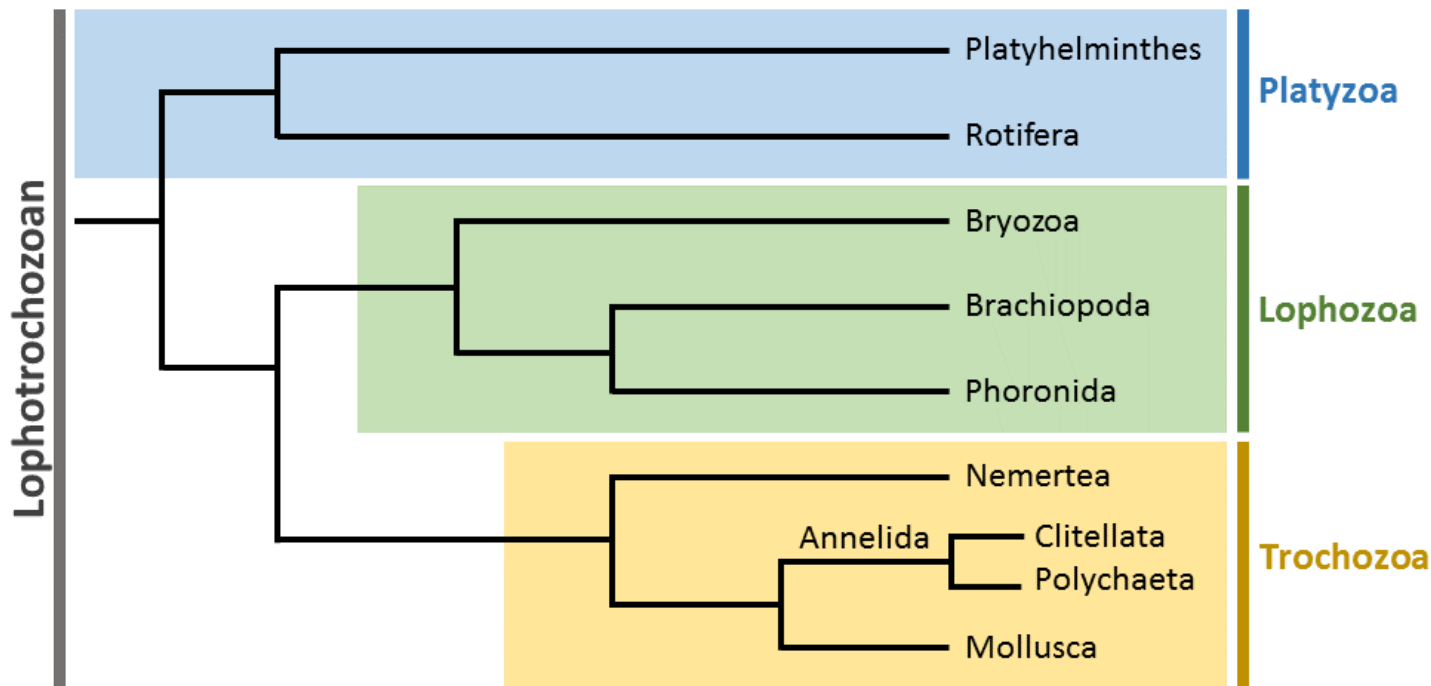 Lophotrochozoan
Platyhelminthes
Rotifera
Platyzoa
Bryozoa
Brachiopoda
Phoronida
Lophozoa
Nemertea
Annelida
Clitellata
Polychaeta
Mollusca
Trochozoa